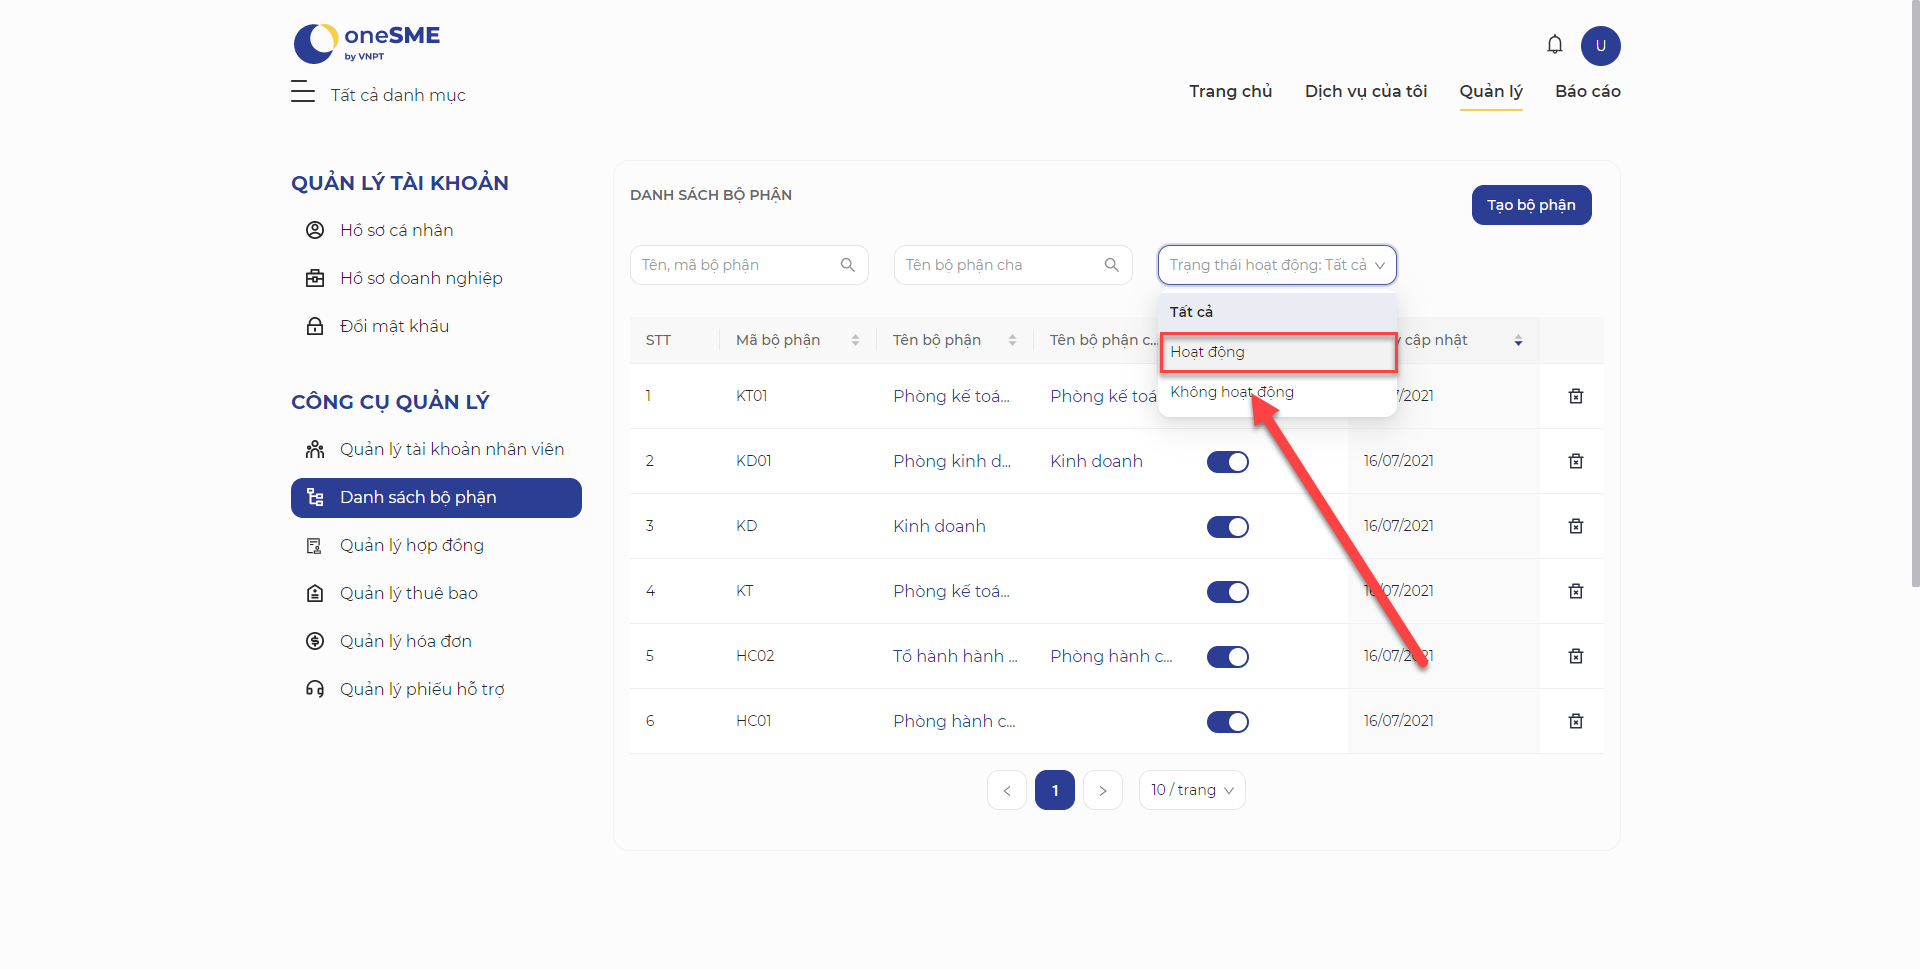 oneSME
by VNPT
U
Tất cả danh mục
Trang chủ
Dịch vụ của tôi
Quản lý
Báo cáo
QUẢN LÝ TÀI KHOẢN
Hồ sơ cá nhân
Hồ sơ doanh nghiệp
Đổi mật khẩu
CÔNG CỤ QUẢN LÝ
Quản lý tài khoản nhân viên
Danh sách bộ phận
Quản lý hợp đồng
Quản lý thuê bao
Quản lý hóa đơn
Quản lý phiếu hỗ trợ
DANH SÁCH BỘ PHẬN
Tạo bộ phận
Tên, mã bộ phận
Tên bộ phận cha
Trạng thái hoạt động: Tất cả
Tất cả
Hoạt động
Không hoạt động
STT Mã bộ phận Tên bộ phận Tên bộ phận c... cập nhật
1 KT01 Phòng kế toá... Phòng kế toá /2021
2 KD01 Phòng kinh d... Kinh doanh 16/07/2021
3 KD Kinh doanh 16/07/2021
4 KT Phòng kế toá... 16/07/2021
5 HC02 Tổ hành hành ... Phòng hành c... 16/07/2021
6 HC01 Phòng hành c... 16/07/2021
< 1 > 10 / trang